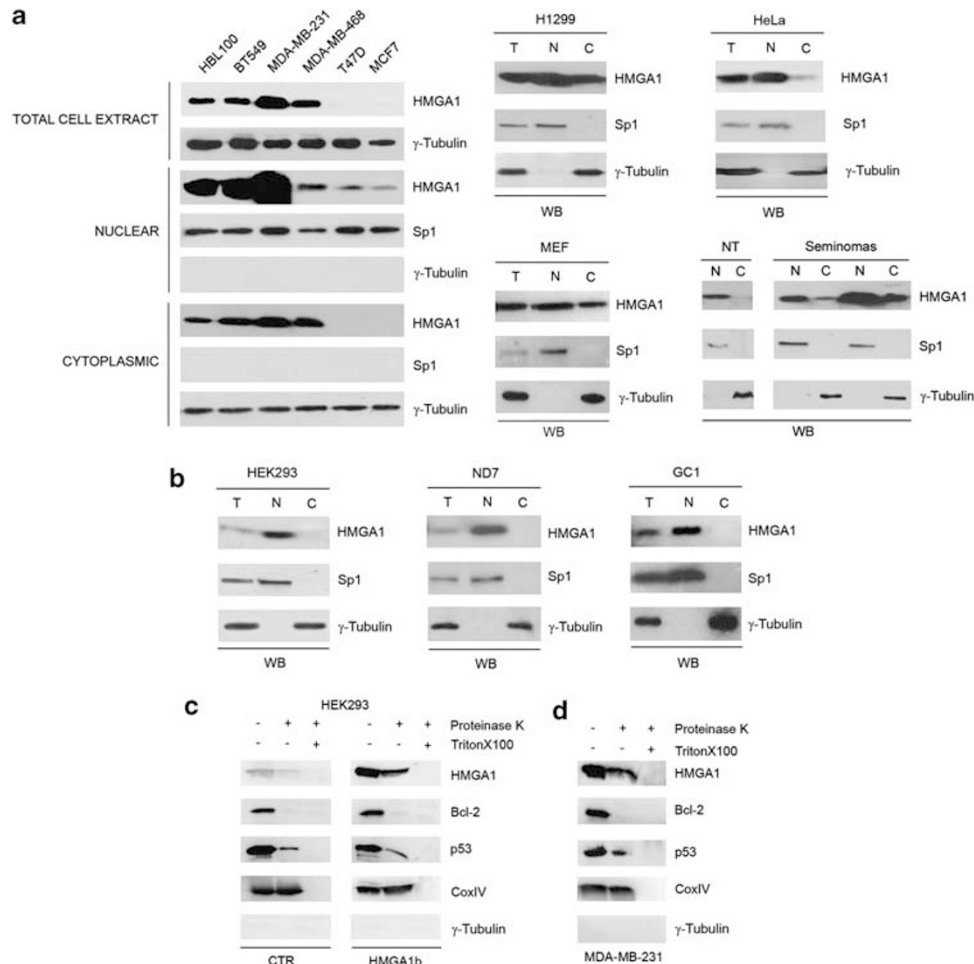 a
HBL100 BT549 MDA-MB-231 MDA-MB-468 T47D MCF7
TOTAL CELL EXTRACT
HMGA1
γ-Tubulin
NUCLEAR
HMGA1
Sp1
γ-Tubulin
CYTOPLASMIC
HMGA1
Sp1
γ-Tubulin
H1299
T N C
HMGA1
Sp1
γ-Tubulin
WB
HeLa
T N C
HMGA1
Sp1
γ-Tubulin
WB
MEF
T N C
HMGA1
Sp1
γ-Tubulin
WB
NT Seminomas
N C N C N C
HMGA1
Sp1
γ-Tubulin
WB
b
HEK293
T N C
HMGA1
Sp1
γ-Tubulin
WB
ND7
T N C
HMGA1
Sp1
γ-Tubulin
WB
GC1
T N C
HMGA1
Sp1
γ-Tubulin
WB
c
HEK293
- + + - + + Proteinase K
- - + - - + TritonX100
HMGA1
Bcl-2
p53
CoxIV
γ-Tubulin
CTR HMGA1b
d
- + + Proteinase K
- - + TritonX100
HMGA1
Bcl-2
p53
CoxIV
γ-Tubulin
MDA-MB-231